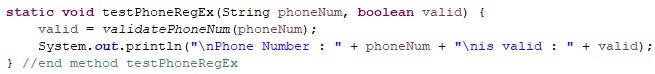 static void testPhoneRegEx(String phoneNum, boolean valid) {
    valid = validatePhoneNum(phoneNum);
    System.out.println("\nPhone Number : " + phoneNum + "\nis valid : " + valid);
} //end method testPhoneRegEx